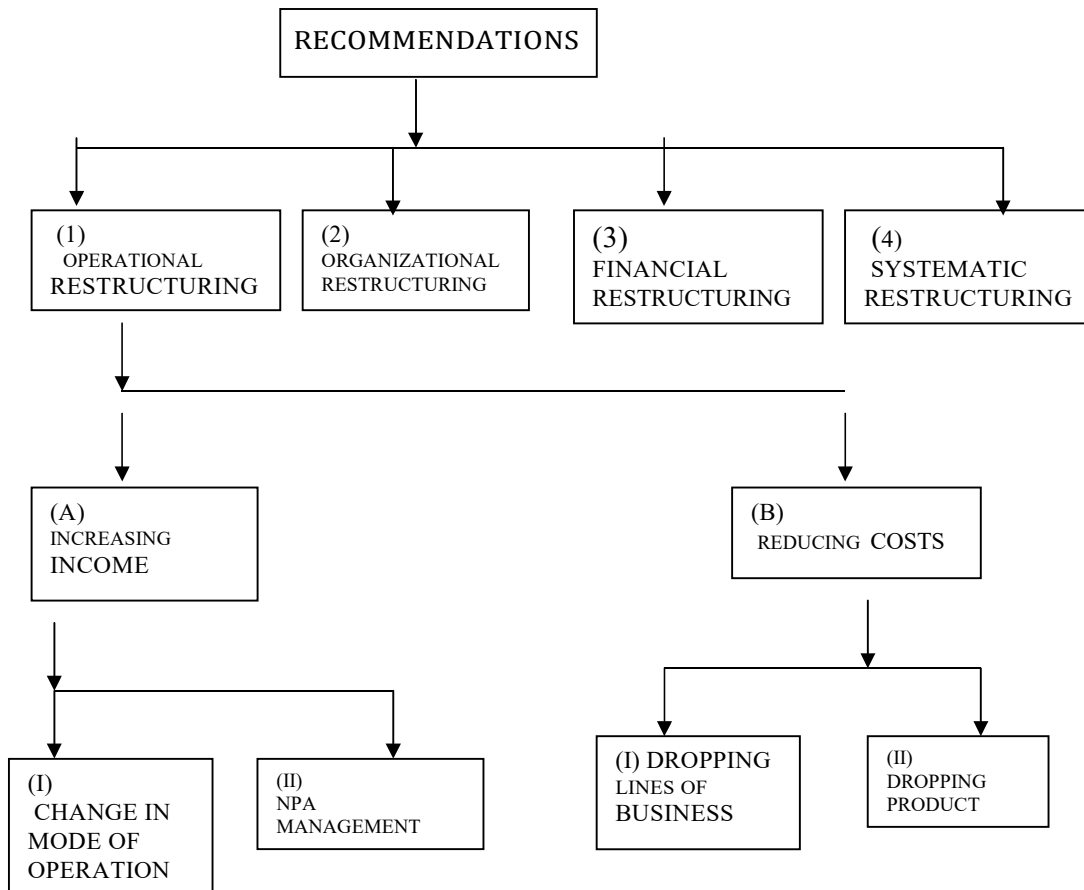 RECOMMENDATIONS
(1)
OPERATIONAL
RESTRUCTURING
(2)
ORGANIZATIONAL
RESTRUCTURING
(3)
FINANCIAL
RESTRUCTURING
(4)
SYSTEMATIC
RESTRUCTURING
(A)
INCREASING
INCOME
(B)
REDUCING COSTS
(I)
CHANGE IN
MODE OF
OPERATION
(II)
NPA
MANAGEMENT
(I) DROPPING
LINES OF
BUSINESS
(II)
DROPPING
PRODUCT